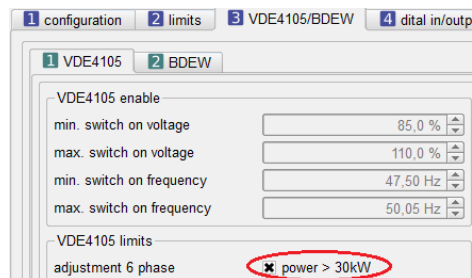 1 configuration 2 limits 3 VDE4105/BDEW 4 dital in/outp
1 VDE4105 2 BDEW
VDE4105 enable
min. switch on voltage 85,0 %
max. switch on voltage 110,0 %
min. switch on frequency 47,50 Hz
max. switch on frequency 50,05 Hz
VDE4105 limits
adjustment 6 phase power > 30kW